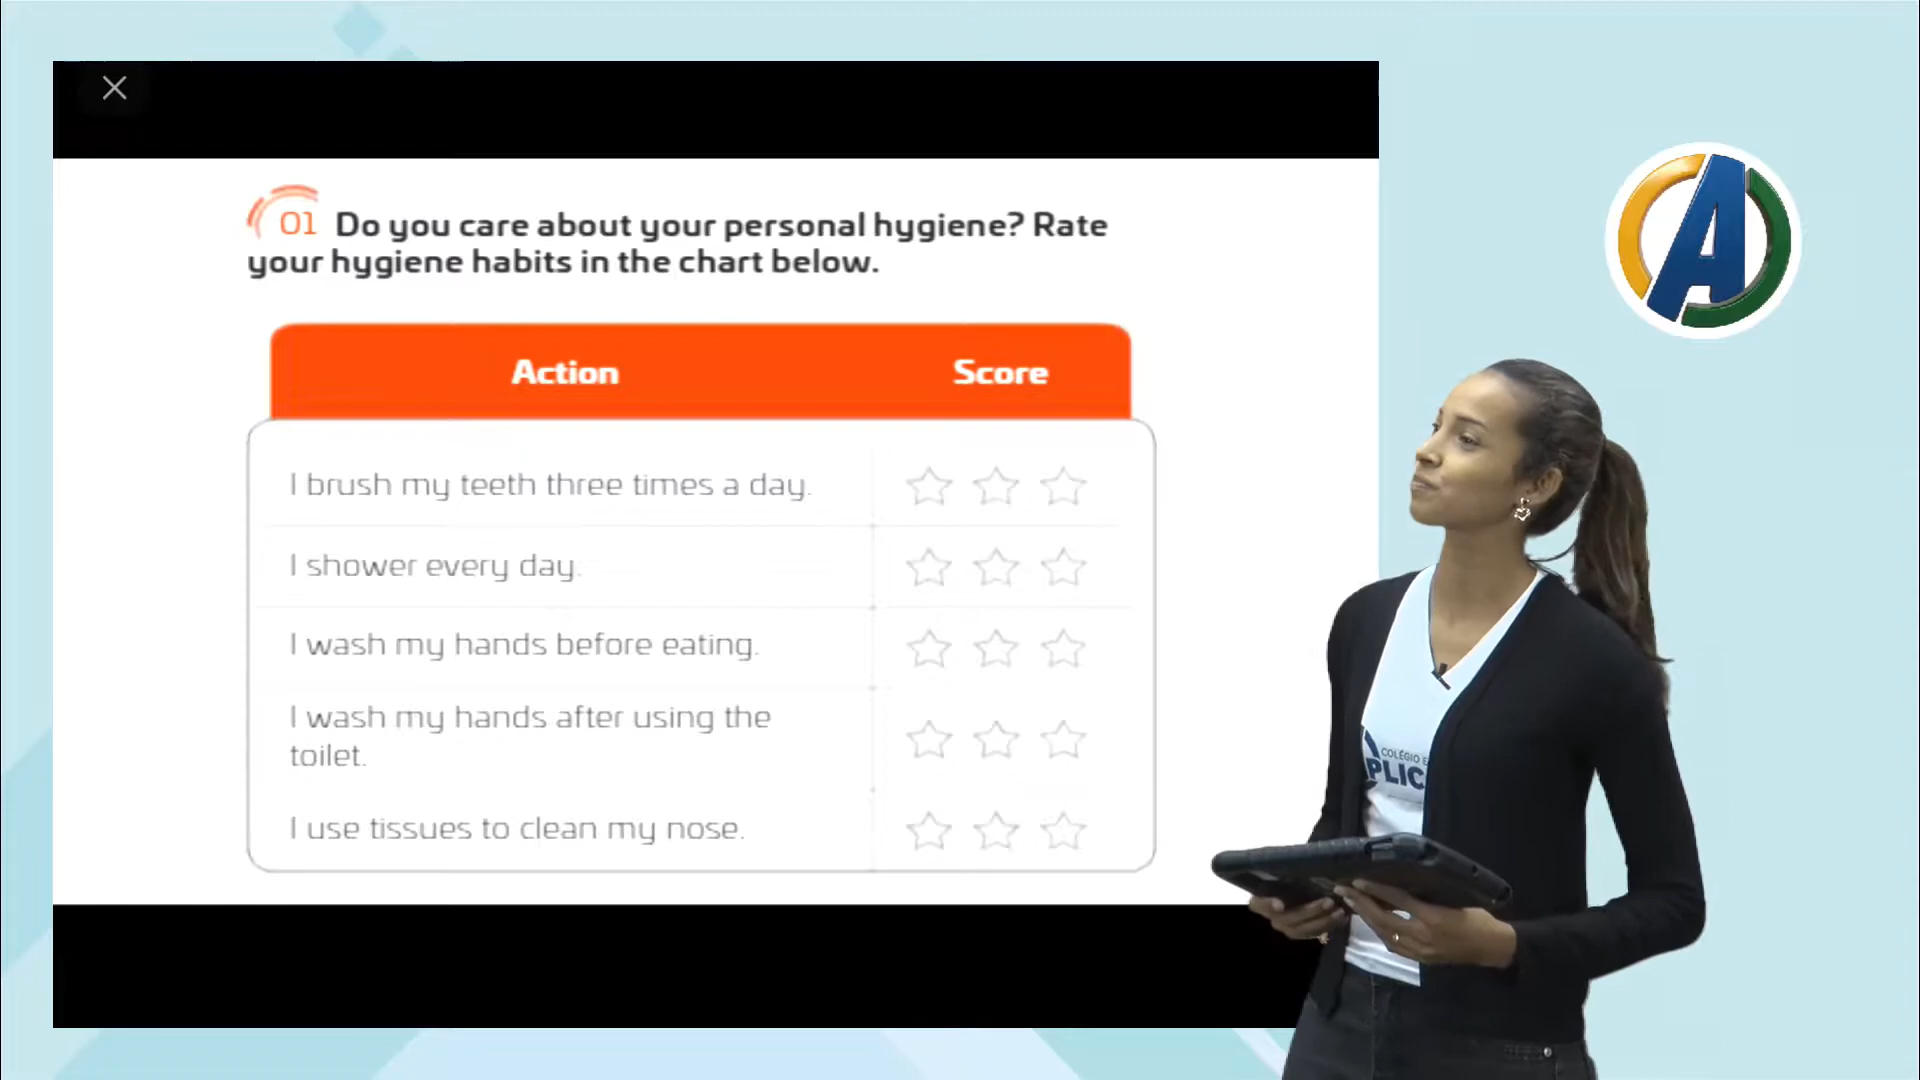 01 Do you care about your personal hygiene? Rate
your hygiene habits in the chart below.
Action Score
I brush my teeth three times a day.
I shower every day.
I wash my hands before eating.
I wash my hands after using the
toilet.
I use tissues to clean my nose.
A
COLÉGIO E
PLIC